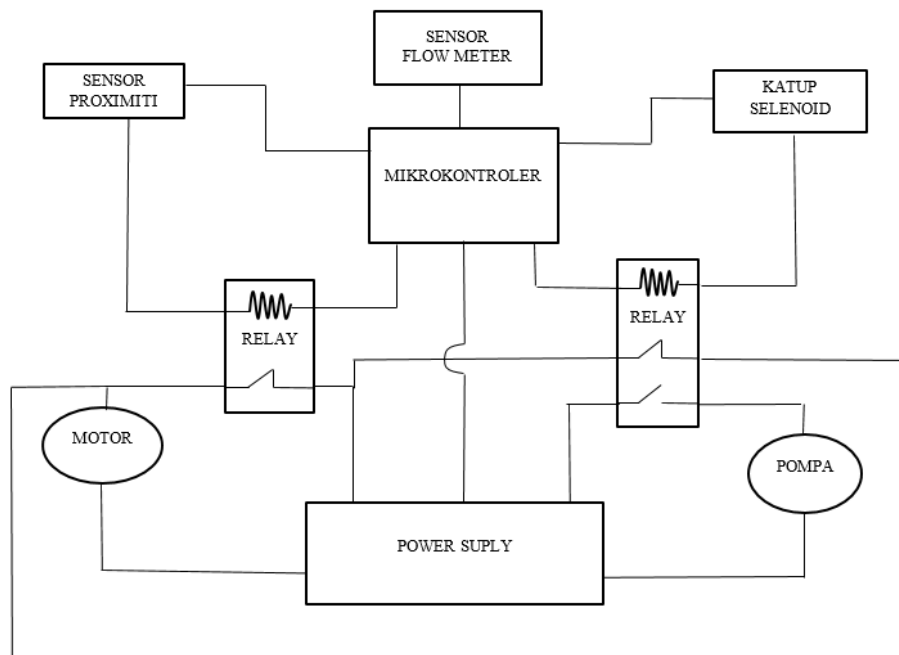 SENSOR
FLOW METER
SENSOR
PROXIMITI
KATUP
SELENOID
MIKROKONTROLER
RELAY
RELAY
MOTOR
POMPA
POWER SUPLY